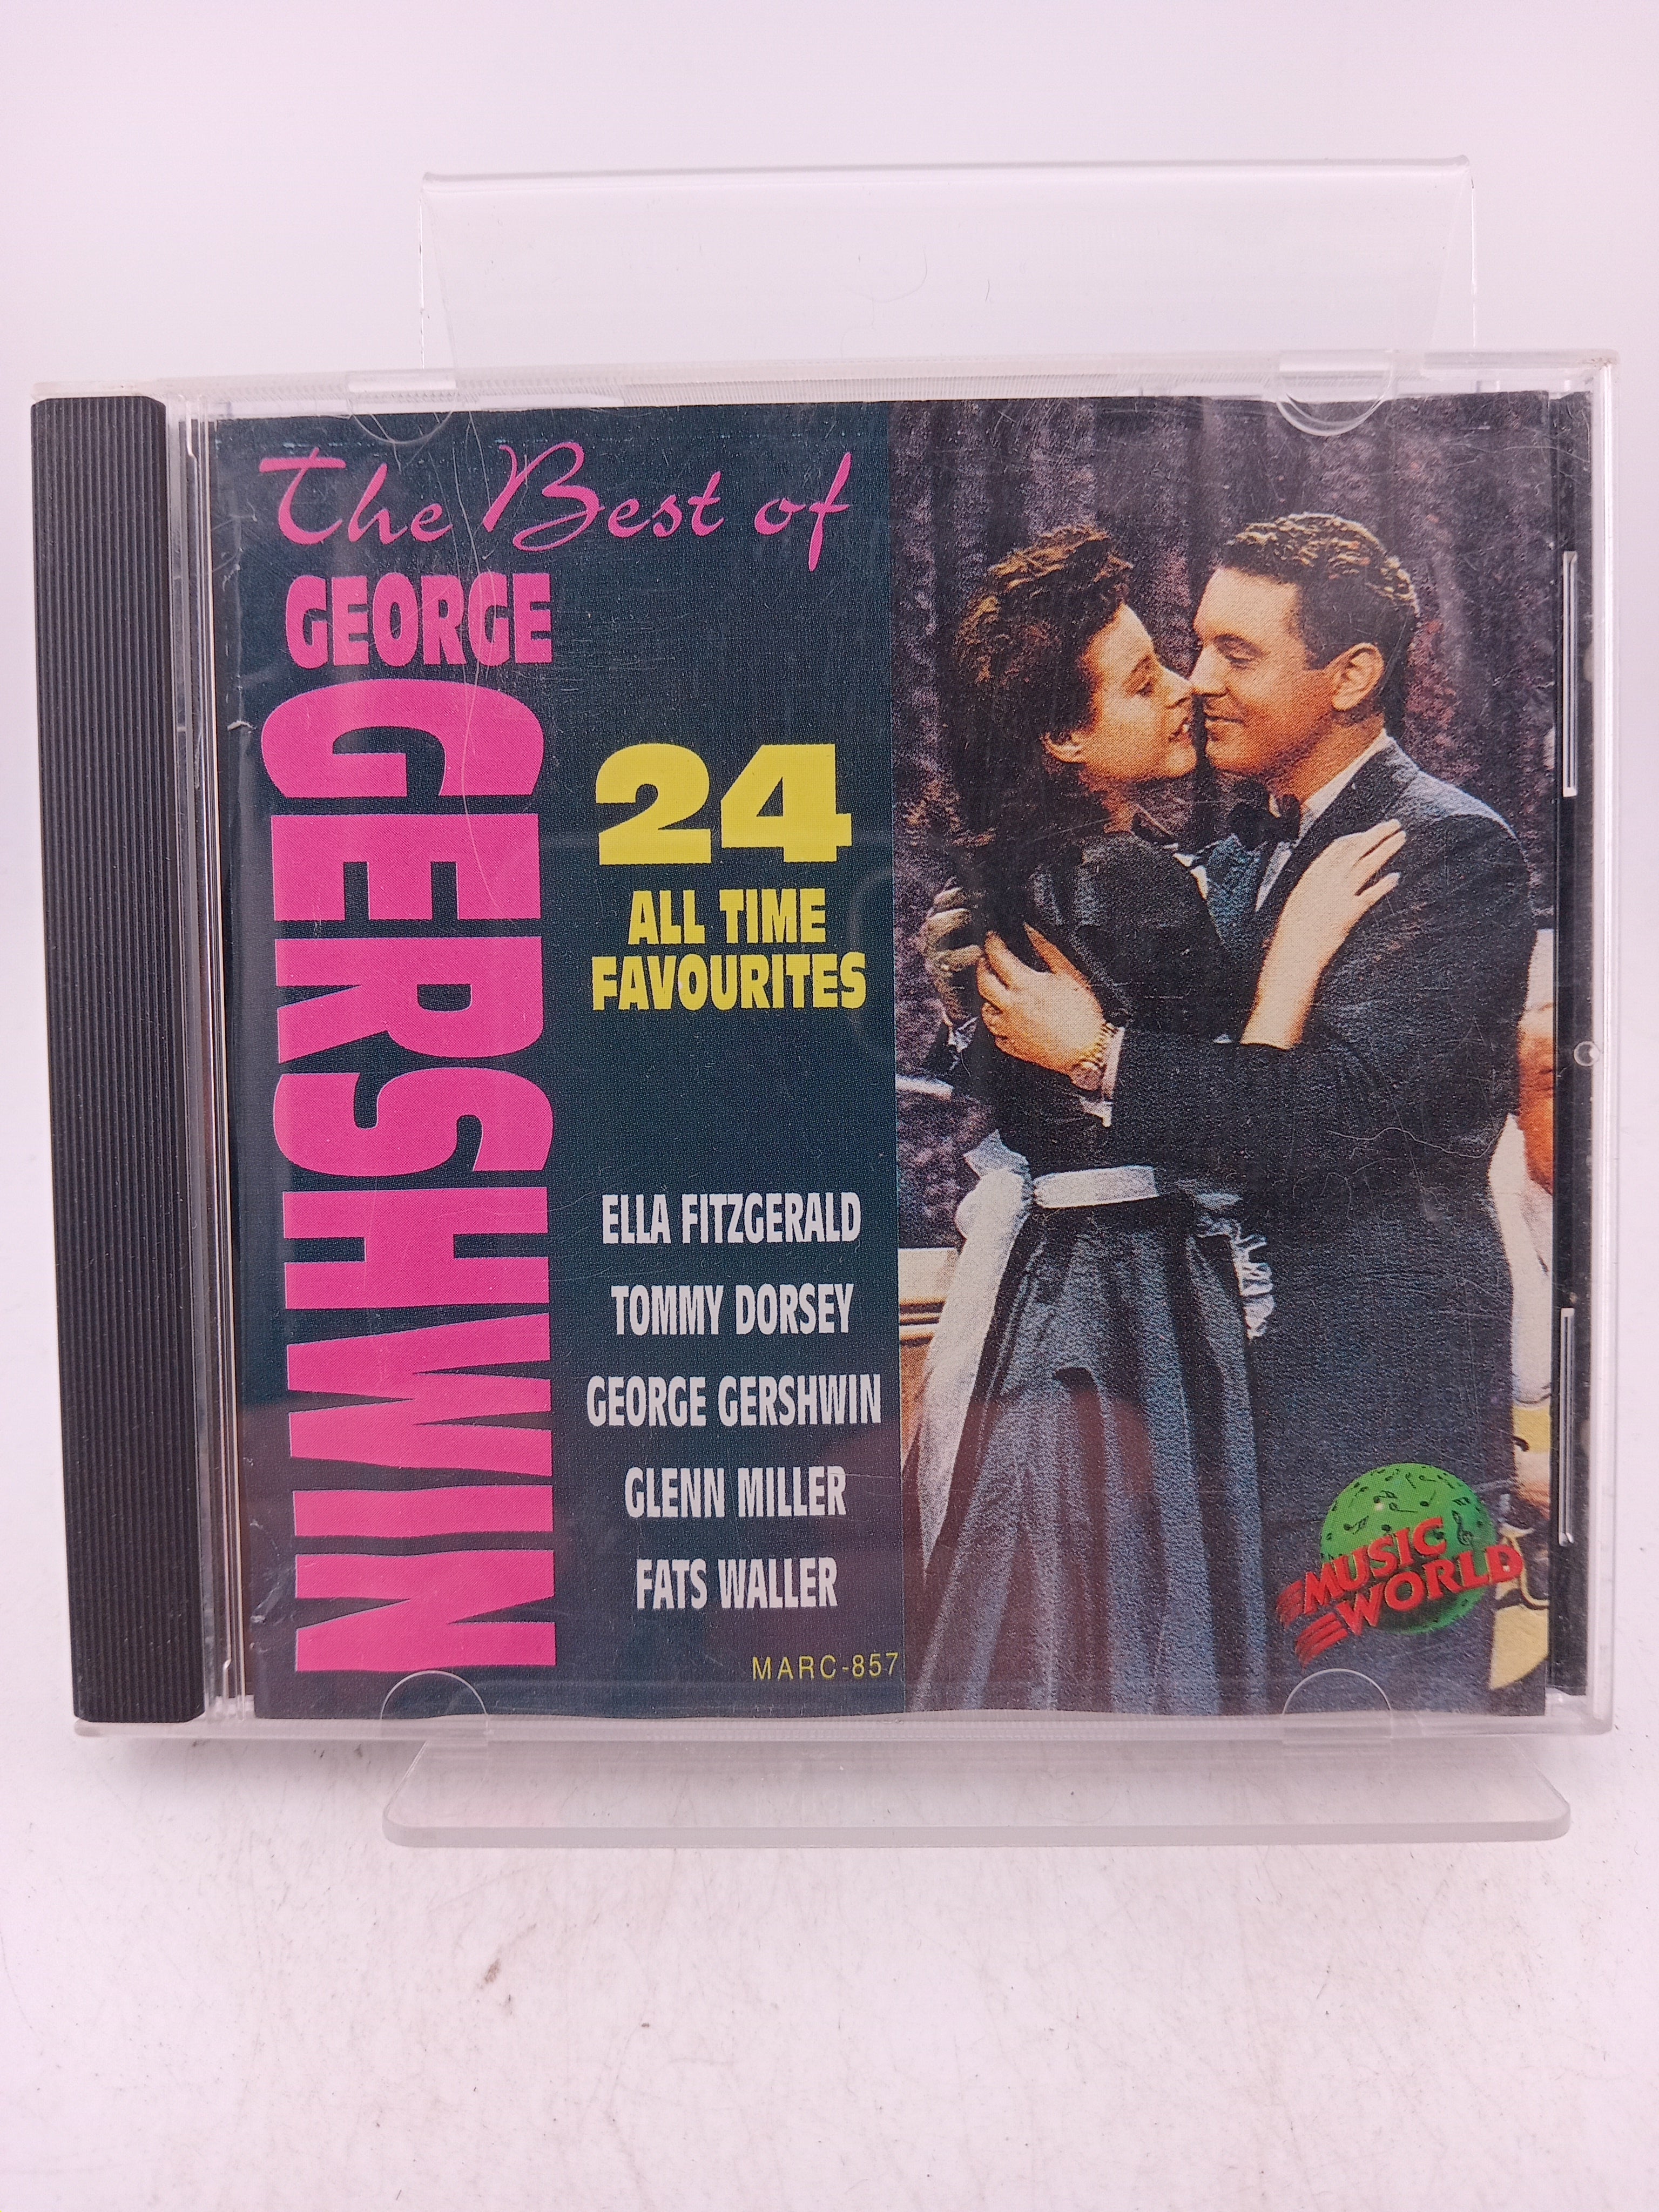 The Best of
GEORGE
GERSHWIN
24
ALL TIME
FAVOURITES
ELLA FITZGERALD
TOMMY DORSEY
GEORGE GERSHWIN
GLENN MILLER
FATS WALLER
MARC-857
MUSIC
WORLD